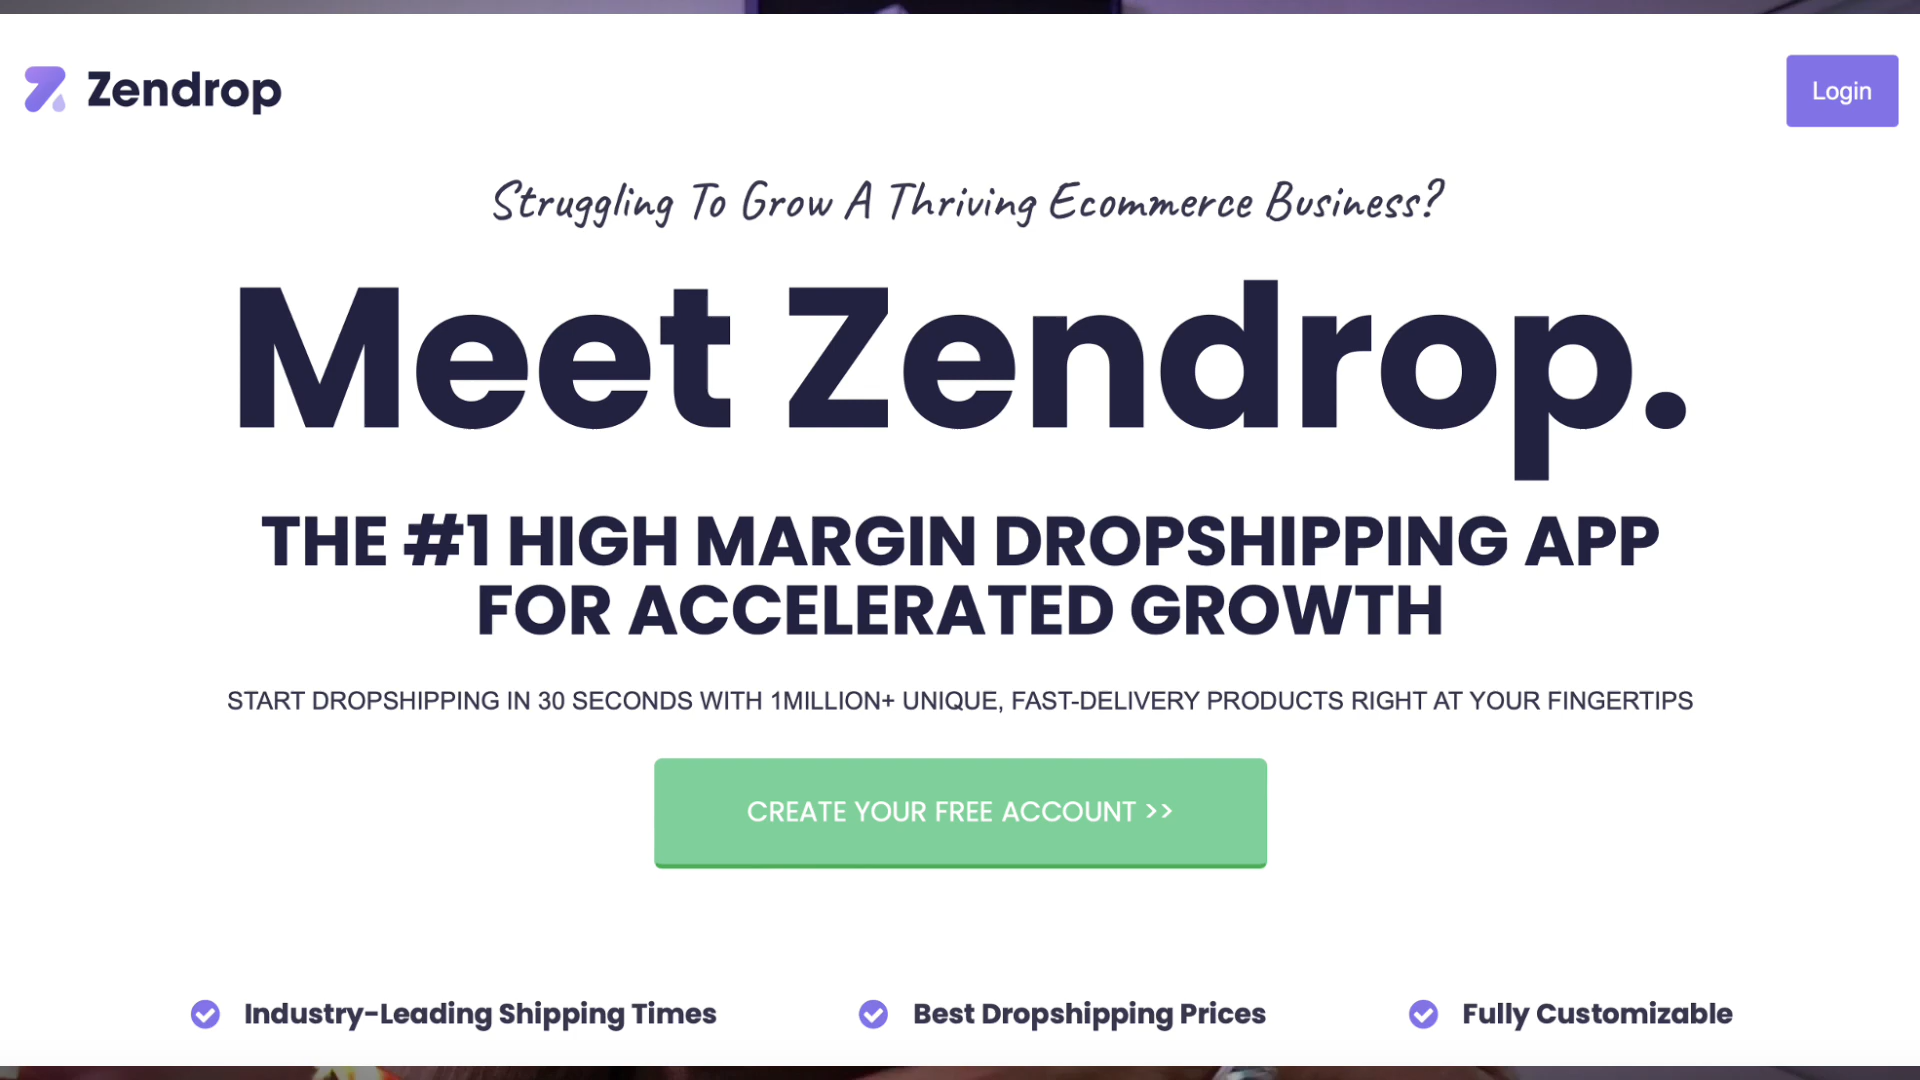 Zendrop
Login
Struggling To Grow A Thriving Ecommerce Business?
Meet Zendrop.
THE #1 HIGH MARGIN DROPSHIPPING APP
FOR ACCELERATED GROWTH
START DROPSHIPPING IN 30 SECONDS WITH 1MILLION+ UNIQUE, FAST-DELIVERY PRODUCTS RIGHT AT YOUR FINGERTIPS
CREATE YOUR FREE ACCOUNT >>
Industry-Leading Shipping Times
Best Dropshipping Prices
Fully Customizable